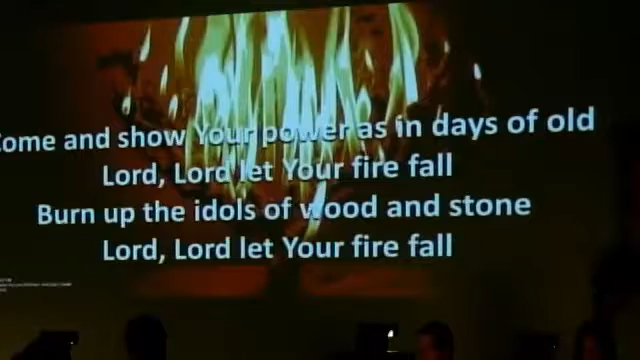 Come and show Your power as in days of old
Lord, Lord let Your fire fall
Burn up the idols of wood and stone
Lord, Lord let Your fire fall